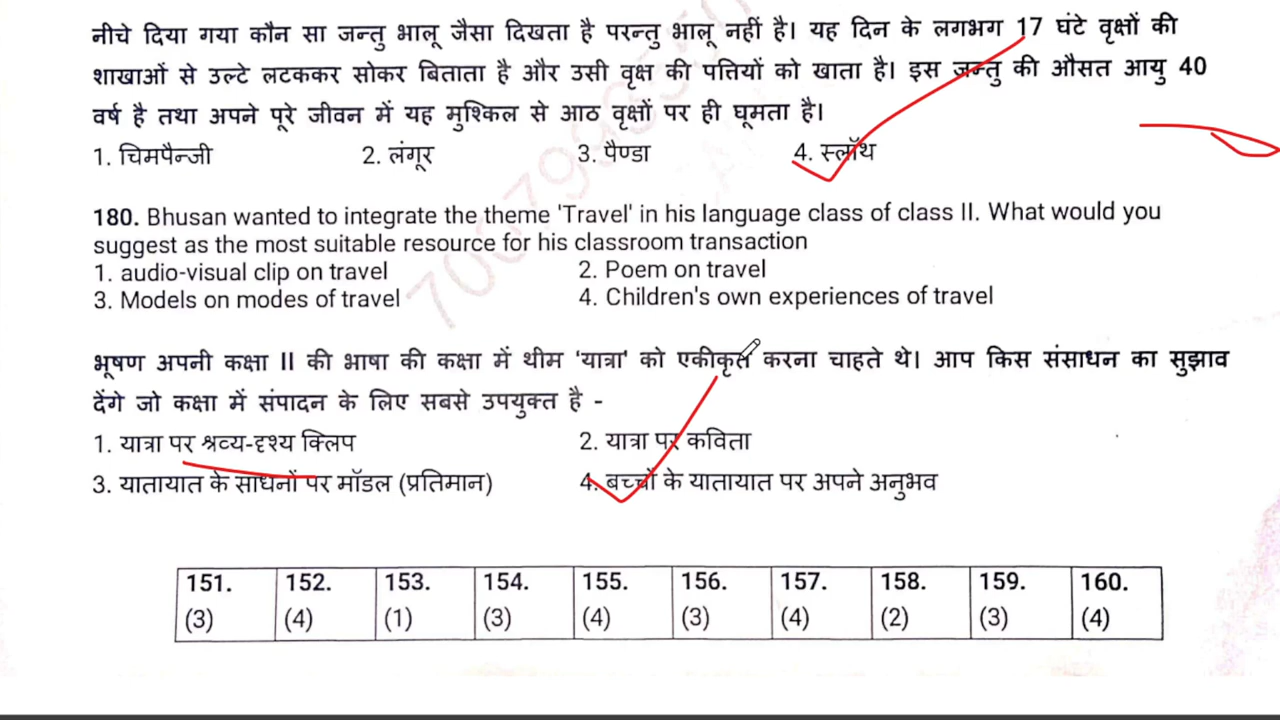 नीचे दिया गया कौन सा जन्तु भालू जैसा दिखता है परन्तु भालू नहीं है। यह दिन के लगभग 17 घंटे वृक्षों की
शाखाओं से उल्टे लटककर सोकर बिताता है और उसी वृक्ष की पत्तियों को खाता है। इस जन्तु की औसत आयु 40
वर्ष है तथा अपने पूरे जीवन में यह मुश्किल से आठ वृक्षों पर ही घूमता है।
1. चिमपैन्जी 2. लंगूर 3. पैण्डा 4. स्लॉथ
180. Bhusan wanted to integrate the theme 'Travel' in his language class of class II. What would you
suggest as the most suitable resource for his classroom transaction
1. audio-visual clip on travel 2. Poem on travel
3. Models on modes of travel 4. Children's own experiences of travel
भूषण अपनी कक्षा II की भाषा की कक्षा में थीम 'यात्रा' को एकीकृत करना चाहते थे। आप किस संसाधन का सुझाव
देंगे जो कक्षा में संपादन के लिए सबसे उपयुक्त है -
1. यात्रा पर श्रव्य-दृश्य क्लिप 2. यात्रा पर कविता
3. यातायात के साधनों पर मॉडल (प्रतिमान) 4. बच्चों के यातायात पर अपने अनुभव
151. 152. 153. 154. 155. 156. 157. 158. 159. 160.
(3) (4) (1) (3) (4) (3) (4) (2) (3) (4)